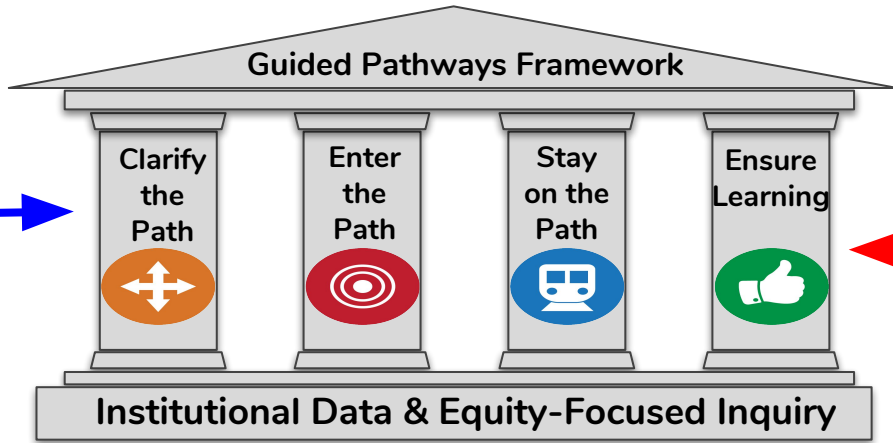 Guided Pathways Framework
Clarify
the
Path
Enter
the
Path
Stay
on the
Path
Ensure
Learning
Institutional Data & Equity-Focused Inquiry